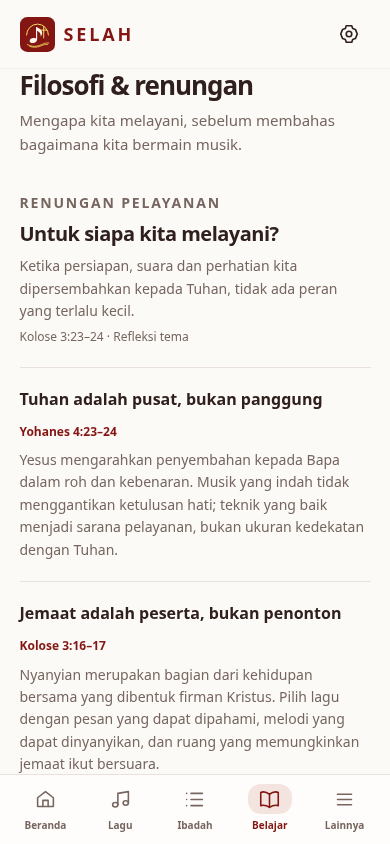 SELAH
Filosofi & renungan
Mengapa kita melayani, sebelum membahas
bagaimana kita bermain musik.
RENUNGAN PELAYANAN
Untuk siapa kita melayani?
Ketika persiapan, suara dan perhatian kita
dipersembahkan kepada Tuhan, tidak ada peran
yang terlalu kecil.
Kolose 3:23–24 · Refleksi tema
Tuhan adalah pusat, bukan panggung
Yohanes 4:23–24
Yesus mengarahkan penyembahan kepada Bapa
dalam roh dan kebenaran. Musik yang indah tidak
menggantikan ketulusan hati; teknik yang baik
menjadi sarana pelayanan, bukan ukuran kedekatan
dengan Tuhan.
Jemaat adalah peserta, bukan penonton
Kolose 3:16–17
Nyanyian merupakan bagian dari kehidupan
bersama yang dibentuk firman Kristus. Pilih lagu
dengan pesan yang dapat dipahami, melodi yang
dapat dinyanyikan, dan ruang yang memungkinkan
jemaat ikut bersuara.
Beranda
Lagu
Ibadah
Belajar
Lainnya